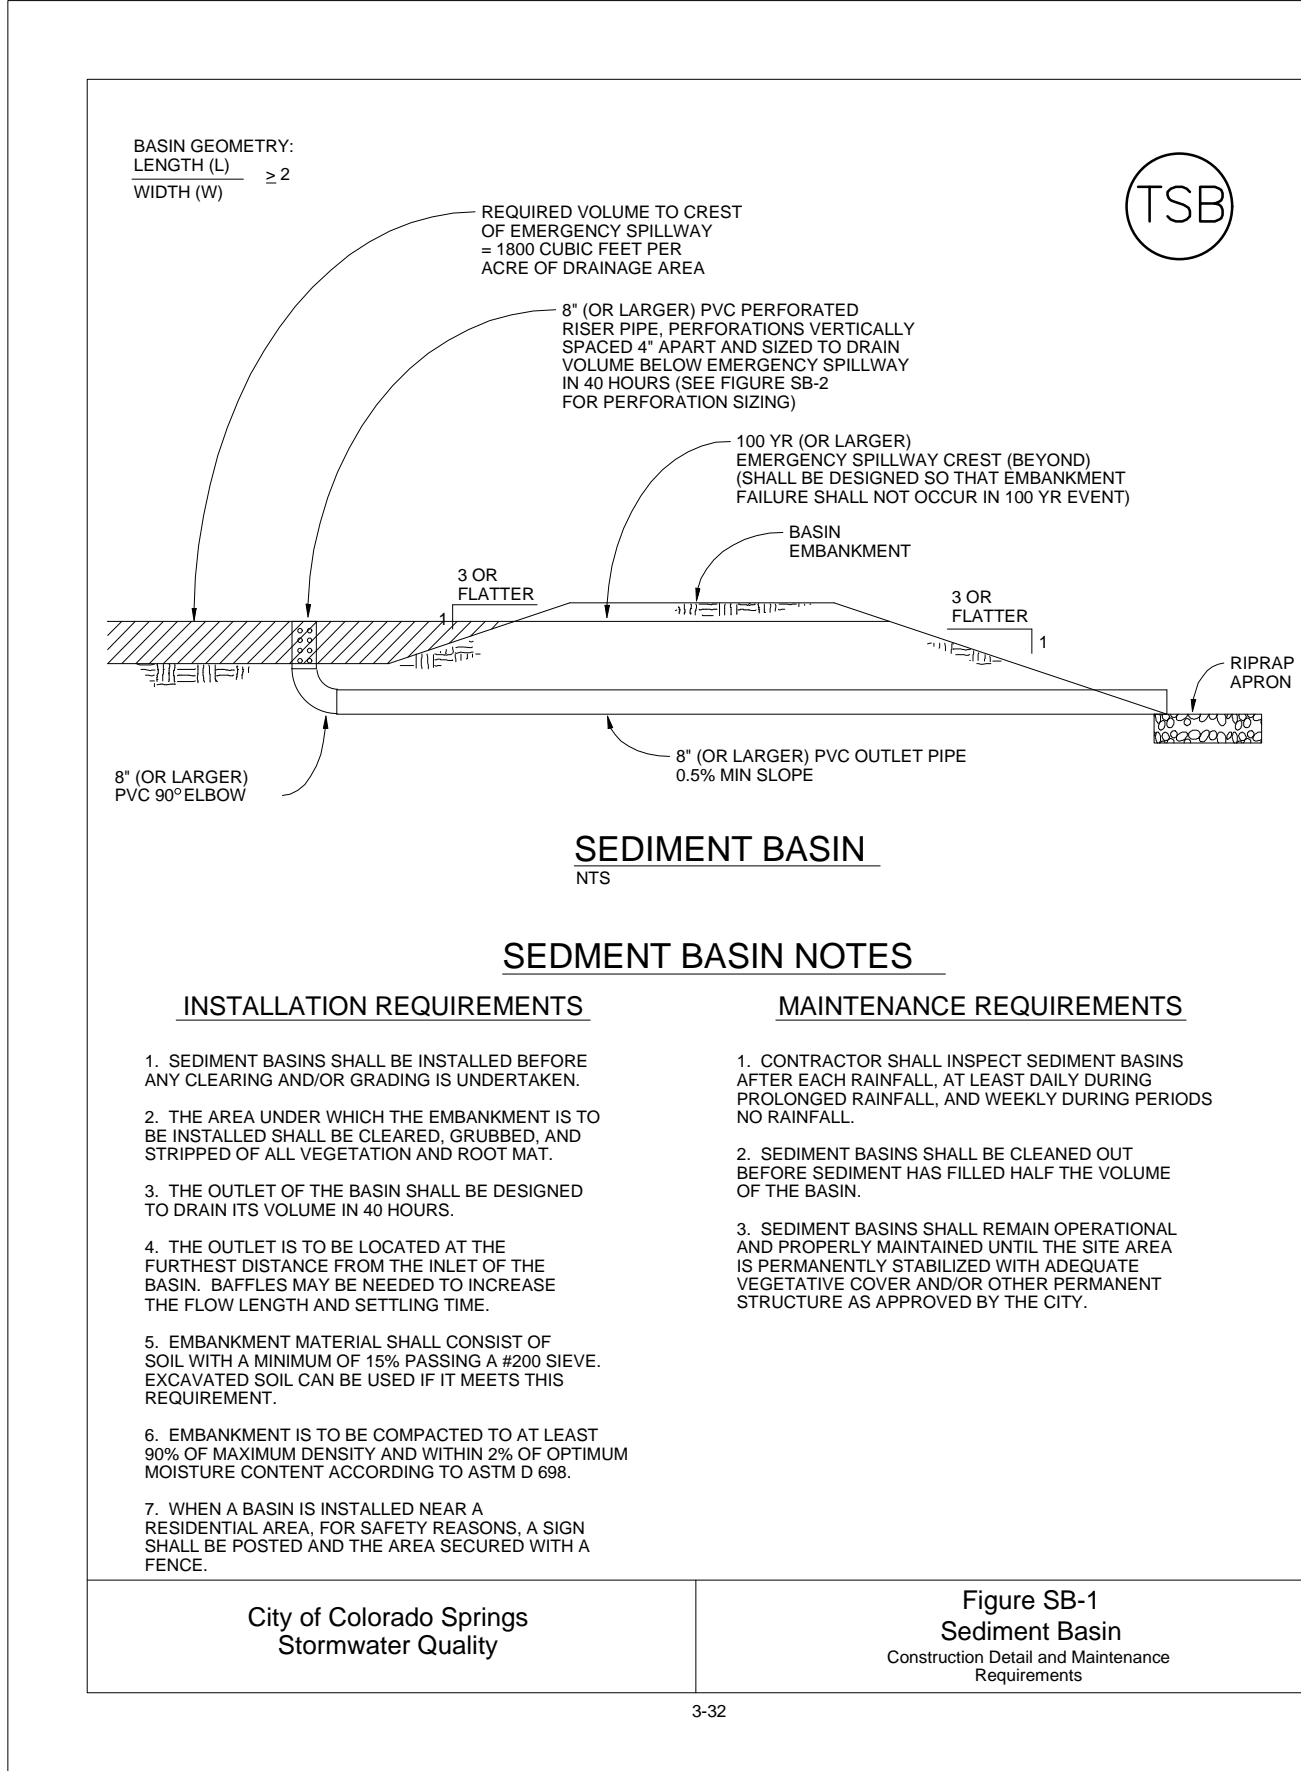 BASIN GEOMETRY:
LENGTH (L)
≥ 2
WIDTH (W)
TSB
REQUIRED VOLUME TO CREST
OF EMERGENCY SPILLWAY
= 1800 CUBIC FEET PER
ACRE OF DRAINAGE AREA
8" (OR LARGER) PVC PERFORATED
RISER PIPE, PERFORATIONS VERTICALLY
SPACED 4" APART AND SIZED TO DRAIN
VOLUME BELOW EMERGENCY SPILLWAY
IN 40 HOURS (SEE FIGURE SB-2
FOR PERFORATION SIZING)
100 YR (OR LARGER)
EMERGENCY SPILLWAY CREST (BEYOND)
(SHALL BE DESIGNED SO THAT EMBANKMENT
FAILURE SHALL NOT OCCUR IN 100 YR EVENT)
BASIN
EMBANKMENT
3 OR
FLATTER
1
3 OR
FLATTER
1
RIPRAP
APRON
8" (OR LARGER) PVC OUTLET PIPE
0.5% MIN SLOPE
8" (OR LARGER)
PVC 90° ELBOW
SEDIMENT BASIN
NTS
SEDMENT BASIN NOTES
INSTALLATION REQUIREMENTS
1. SEDIMENT BASINS SHALL BE INSTALLED BEFORE
ANY CLEARING AND/OR GRADING IS UNDERTAKEN.
2. THE AREA UNDER WHICH THE EMBANKMENT IS TO
BE INSTALLED SHALL BE CLEARED, GRUBBED, AND
STRIPPED OF ALL VEGETATION AND ROOT MAT.
3. THE OUTLET OF THE BASIN SHALL BE DESIGNED
TO DRAIN ITS VOLUME IN 40 HOURS.
4. THE OUTLET IS TO BE LOCATED AT THE
FURTHEST DISTANCE FROM THE INLET OF THE
BASIN. BAFFLES MAY BE NEEDED TO INCREASE
THE FLOW LENGTH AND SETTLING TIME.
5. EMBANKMENT MATERIAL SHALL CONSIST OF
SOIL WITH A MINIMUM OF 15% PASSING A #200 SIEVE.
EXCAVATED SOIL CAN BE USED IF IT MEETS THIS
REQUIREMENT.
6. EMBANKMENT IS TO BE COMPACTED TO AT LEAST
90% OF MAXIMUM DENSITY AND WITHIN 2% OF OPTIMUM
MOISTURE CONTENT ACCORDING TO ASTM D 698.
7. WHEN A BASIN IS INSTALLED NEAR A
RESIDENTIAL AREA, FOR SAFETY REASONS, A SIGN
SHALL BE POSTED AND THE AREA SECURED WITH A
FENCE.
MAINTENANCE REQUIREMENTS
1. CONTRACTOR SHALL INSPECT SEDIMENT BASINS
AFTER EACH RAINFALL, AT LEAST DAILY DURING
PROLONGED RAINFALL, AND WEEKLY DURING PERIODS
NO RAINFALL.
2. SEDIMENT BASINS SHALL BE CLEANED OUT
BEFORE SEDIMENT HAS FILLED HALF THE VOLUME
OF THE BASIN.
3. SEDIMENT BASINS SHALL REMAIN OPERATIONAL
AND PROPERLY MAINTAINED UNTIL THE SITE AREA
IS PERMANENTLY STABILIZED WITH ADEQUATE
VEGETATIVE COVER AND/OR OTHER PERMANENT
STRUCTURE AS APPROVED BY THE CITY.
City of Colorado Springs
Stormwater Quality
Figure SB-1
Sediment Basin
Construction Detail and Maintenance
Requirements
3-32